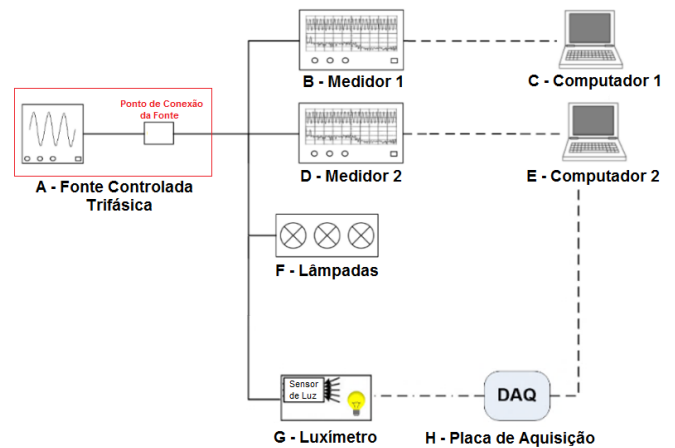 B - Medidor 1
C - Computador 1
Ponto de Conexão
da Fonte
A - Fonte Controlada
Trifásica
D - Medidor 2
E - Computador 2
F - Lâmpadas
Sensor
de Luz
G - Luxímetro
DAQ
H - Placa de Aquisição